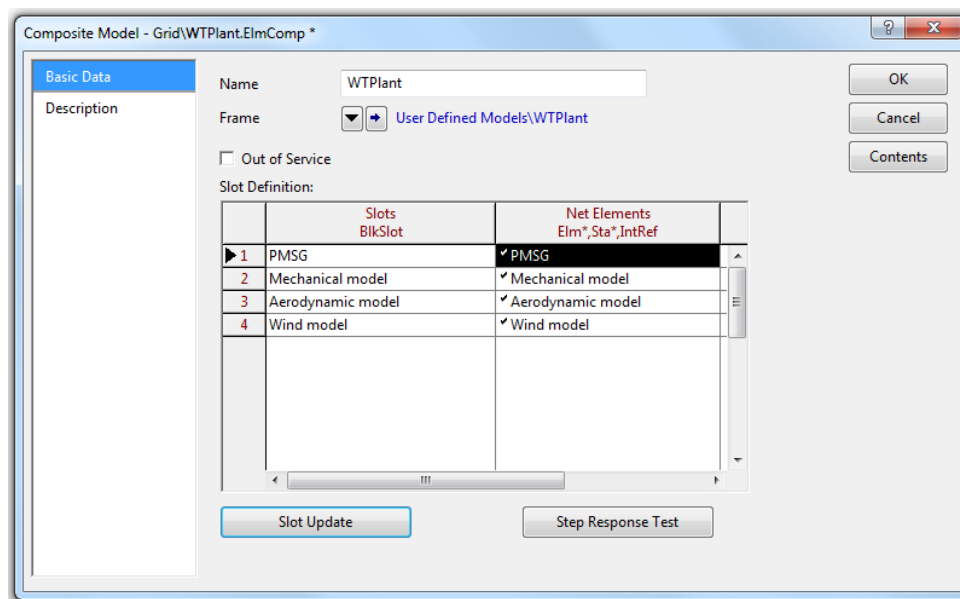 Composite Model - Grid\WTPlant.ElmComp *
?
X
Basic Data
Description
Name
WTPlant
OK
Frame
User Defined Models\WTPlant
Cancel
Out of Service
Contents
Slot Definition:
Slots
BlkSlot
Net Elements
Elm*,Sta*,IntRef
1 PMSG ✓ PMSG
2 Mechanical model ✓ Mechanical model
3 Aerodynamic model ✓ Aerodynamic model
4 Wind model ✓ Wind model
Slot Update
Step Response Test